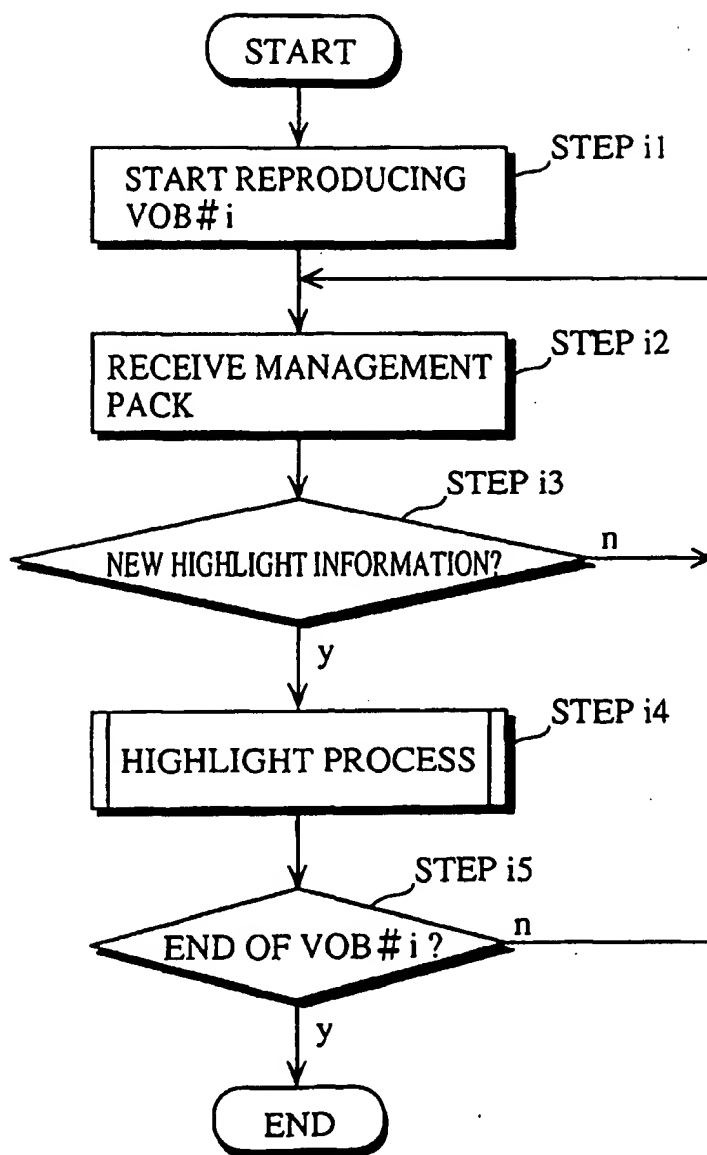 START
STEP i1
START REPRODUCING
VOB# i
STEP i2
RECEIVE MANAGEMENT
PACK
STEP i3
NEW HIGHLIGHT INFORMATION?
n
y
STEP i4
HIGHLIGHT PROCESS
STEP i5
END OF VOB# i ?
n
y
END